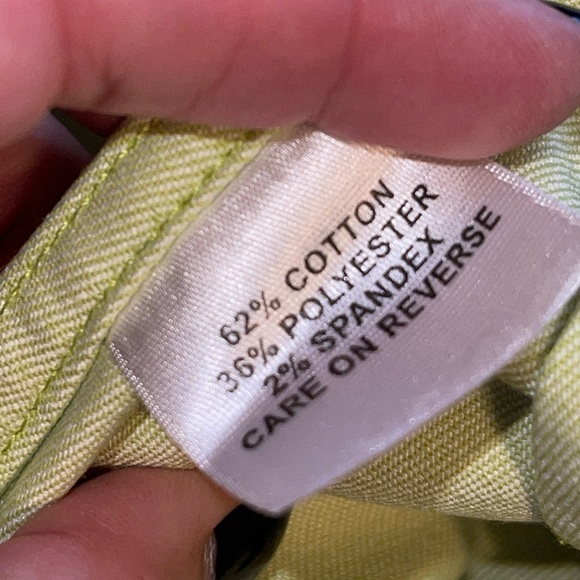 62% COTTON
36% POLYESTER
2% SPANDEX
CARE ON REVERSE